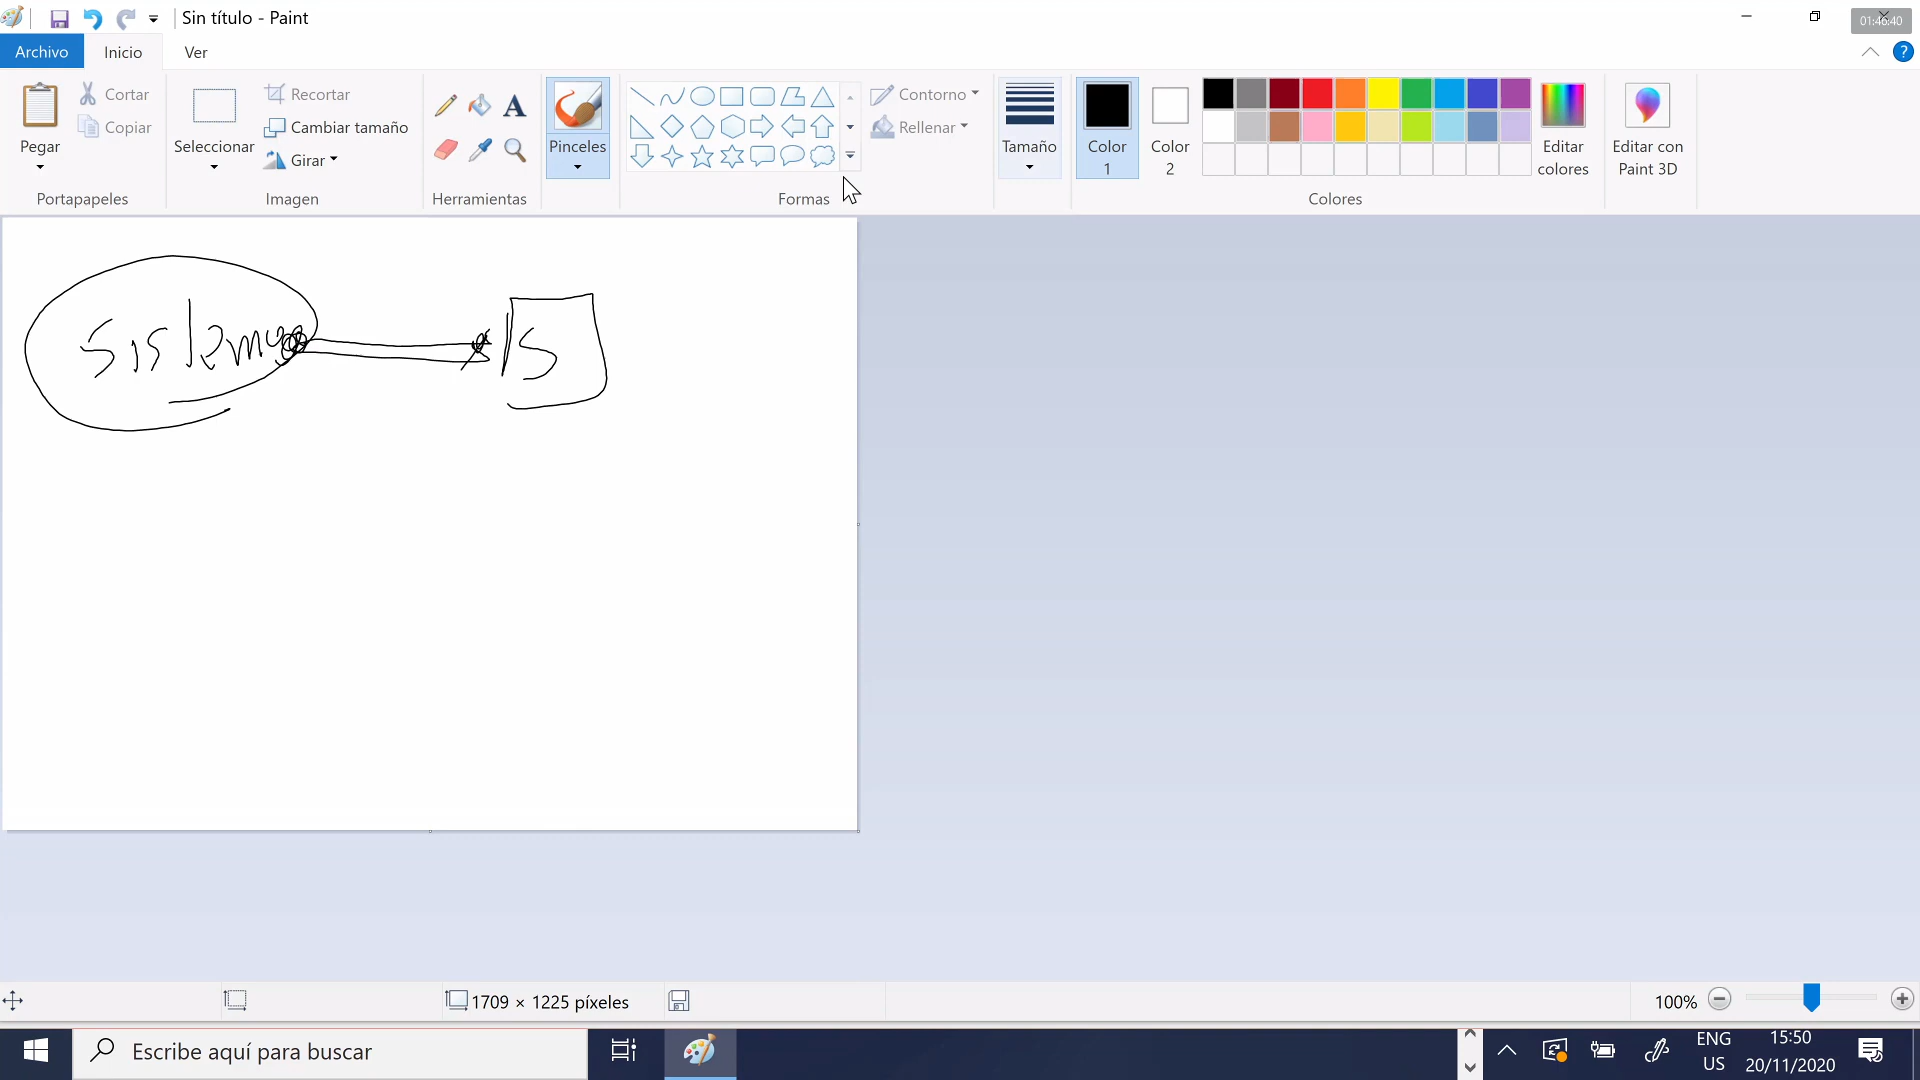 Sin título - Paint
01:46:40
Archivo
Inicio
Ver
Pegar
Cortar
Copiar
Portapapeles
Seleccionar
Recortar
Cambiar tamaño
Girar
Imagen
Herramientas
Pinceles
Formas
Contorno
Rellenar
Tamaño
Color
1
Color
2
Colores
Editar
colores
Editar con
Paint 3D
Sistema
S
1709 × 1225 píxeles
100%
Escribe aquí para buscar
ENG
US
15:50
20/11/2020